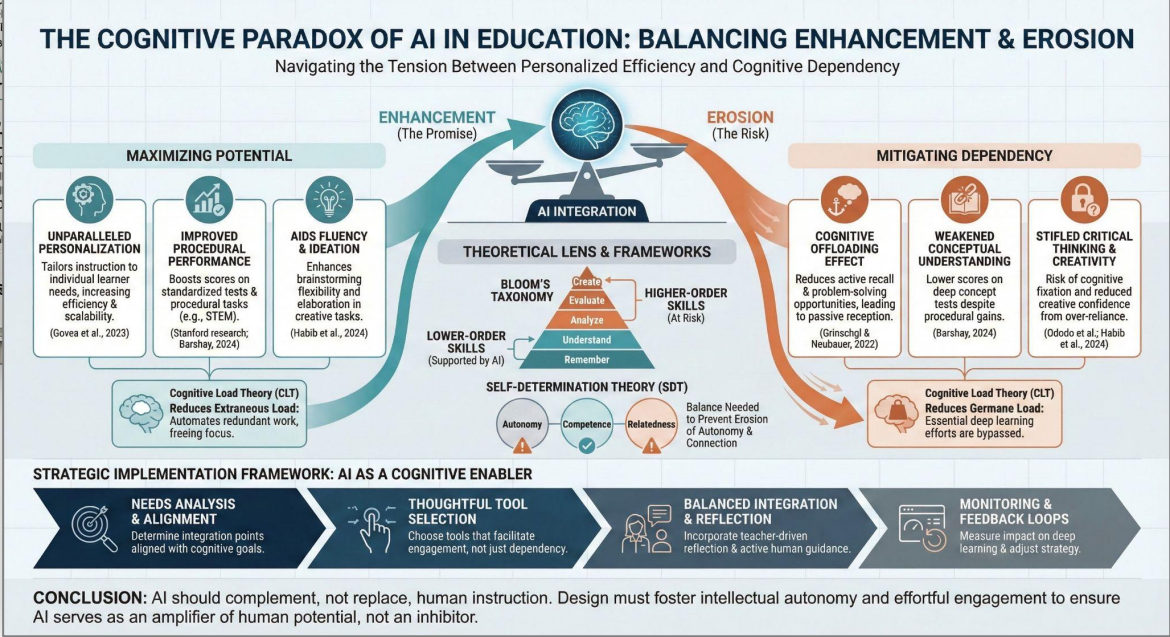 THE COGNITIVE PARADOX OF AI IN EDUCATION: BALANCING ENHANCEMENT & EROSION
Navigating the Tension Between Personalized Efficiency and Cognitive Dependency
ENHANCEMENT
(The Promise)
EROSION
(The Risk)
AI INTEGRATION
MAXIMIZING POTENTIAL
UNPARALLELED
PERSONALIZATION
Tailors instruction to
individual learner
needs, increasing
efficiency &
scalability.
(Govea et al., 2023)
IMPROVED
PROCEDURAL
PERFORMANCE
Boosts scores on
standardized tests &
procedural tasks
(e.g., STEM).
(Stanford research;
Barshay, 2024)
AIDS FLUENCY
& IDEATION
Enhances
brainstorming
flexibility and
elaboration in
creative tasks.
(Habib et al., 2024)
Cognitive Load Theory (CLT)
Reduces Extraneous Load:
Automates redundant work,
freeing focus.
THEORETICAL LENS & FRAMEWORKS
BLOOM'S
TAXONOMY
Create
Evaluate
Analyze
Understand
Remember
HIGHER-ORDER
SKILLS
(At Risk)
LOWER-ORDER
SKILLS
(Supported by AI)
SELF-DETERMINATION THEORY (SDT)
Autonomy
Competence
Relatedness
Balance Needed
to Prevent Erosion
of Autonomy &
Connection
MITIGATING DEPENDENCY
COGNITIVE
OFFLOADING
EFFECT
Reduces active recall
& problem-solving
opportunities, leading
to passive reception.
(Grinschgl &
Neubauer, 2022)
WEAKENED
CONCEPTUAL
UNDERSTANDING
Lower scores on
deep concept
tests despite
procedural gains.
(Barshay, 2024)
STIFLED CRITICAL
THINKING &
CREATIVITY
Risk of cognitive
fixation and reduced
creative confidence
from over-reliance.
(Ododo et al.; Habib
et al., 2024)
Cognitive Load Theory (CLT)
Reduces Germane Load:
Essential deep learning
efforts are bypassed.
STRATEGIC IMPLEMENTATION FRAMEWORK: AI AS A COGNITIVE ENABLER
NEEDS ANALYSIS
& ALIGNMENT
Determine integration points
aligned with cognitive goals.
THOUGHTFUL TOOL
SELECTION
Choose tools that facilitate
engagement, not just dependency.
BALANCED INTEGRATION
& REFLECTION
Incorporate teacher-driven
reflection & active human guidance.
MONITORING &
FEEDBACK LOOPS
Measure impact on deep
learning & adjust strategy.
CONCLUSION: AI should complement, not replace, human instruction. Design must foster intellectual autonomy and effortful engagement to ensure
AI serves as an amplifier of human potential, not an inhibitor.